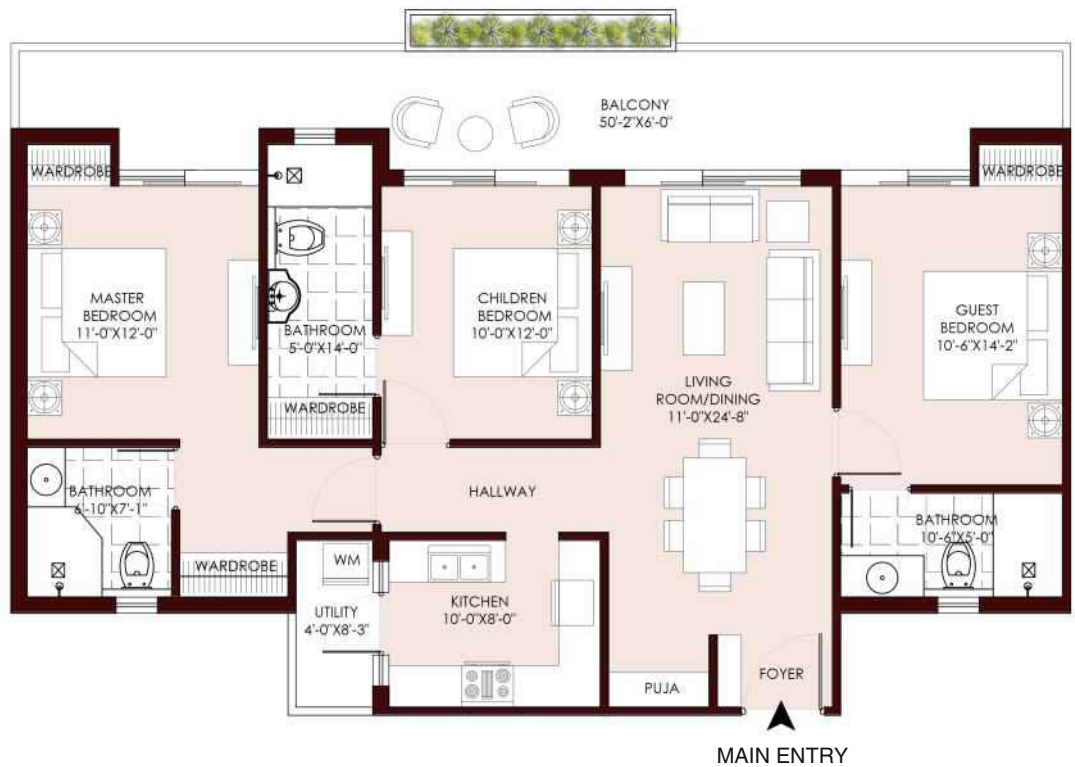 BALCONY
50'-2"X6'-0"
WARDROBE
WARDROBE
MASTER
BEDROOM
11'-0"X12'-0"
BATHROOM
5'-0"X14'-0"
WARDROBE
CHILDREN
BEDROOM
10'-0"X12'-0"
LIVING
ROOM/DINING
11'-0"X24'-8"
GUEST
BEDROOM
10'-6"X14'-2"
BATHROOM
6'-10"X7'-1"
HALLWAY
BATHROOM
10'-6"X5'-0"
WARDROBE
WM
UTILITY
4'-0"X8'-3"
KITCHEN
10'-0"X8'-0"
PUJA
FOYER
MAIN ENTRY